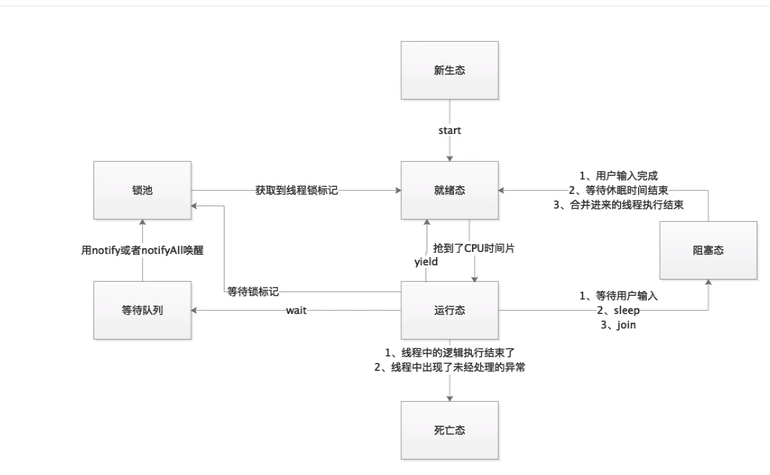 新生态
start
锁池
获取到线程锁标记
就绪态
1、用户输入完成
2、等待休眠时间结束
3、合并进来的线程执行结束
用notify或者notifyAll唤醒
抢到了CPU时间片
yield
阻塞态
等待队列
等待锁标记
wait
运行态
1、等待用户输入
2、sleep
3、join
1、线程中的逻辑执行结束了
2、线程中出现了未经处理的异常
死亡态